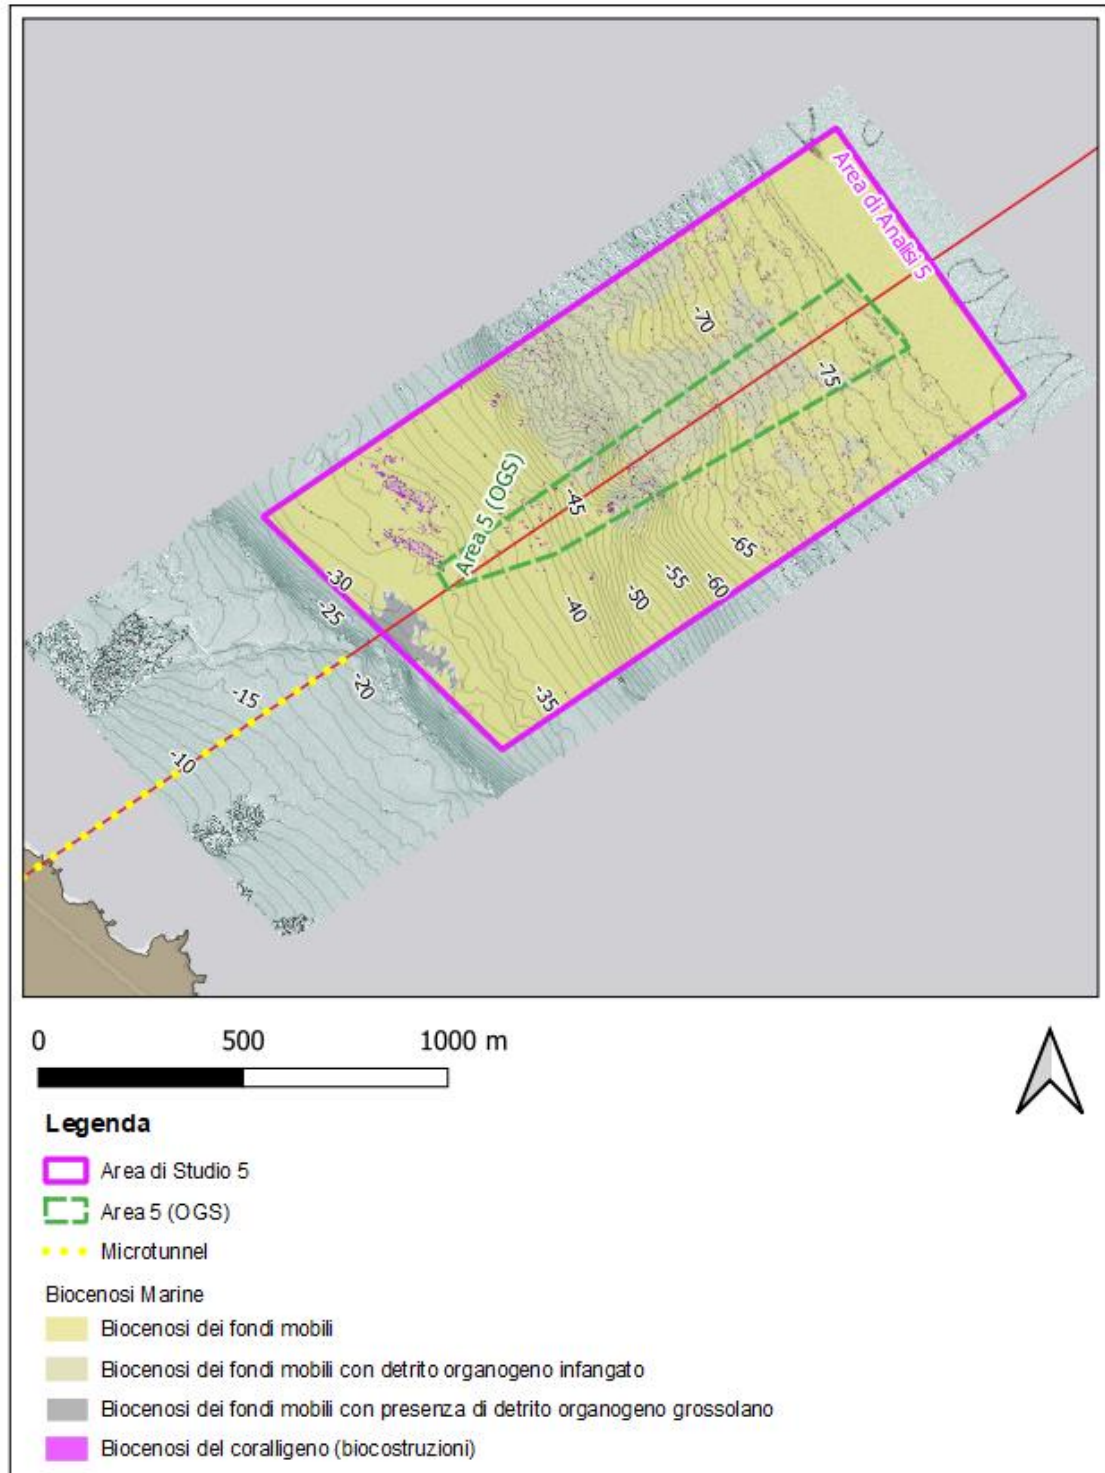 Area di Analisi 5
-70
-75
Area 5 (OGS)
-45
-65
-55
-60
-50
-40
-30
-25
-35
-20
-15
-10
0 500 1000 m
Legenda
Area di Studio 5
Area 5 (OGS)
Microtunnel
Biocenosi Marine
Biocenosi dei fondi mobili
Biocenosi dei fondi mobili con detrito organogeno infangato
Biocenosi dei fondi mobili con presenza di detrito organogeno grossolano
Biocenosi del coralligeno (biocostruzioni)